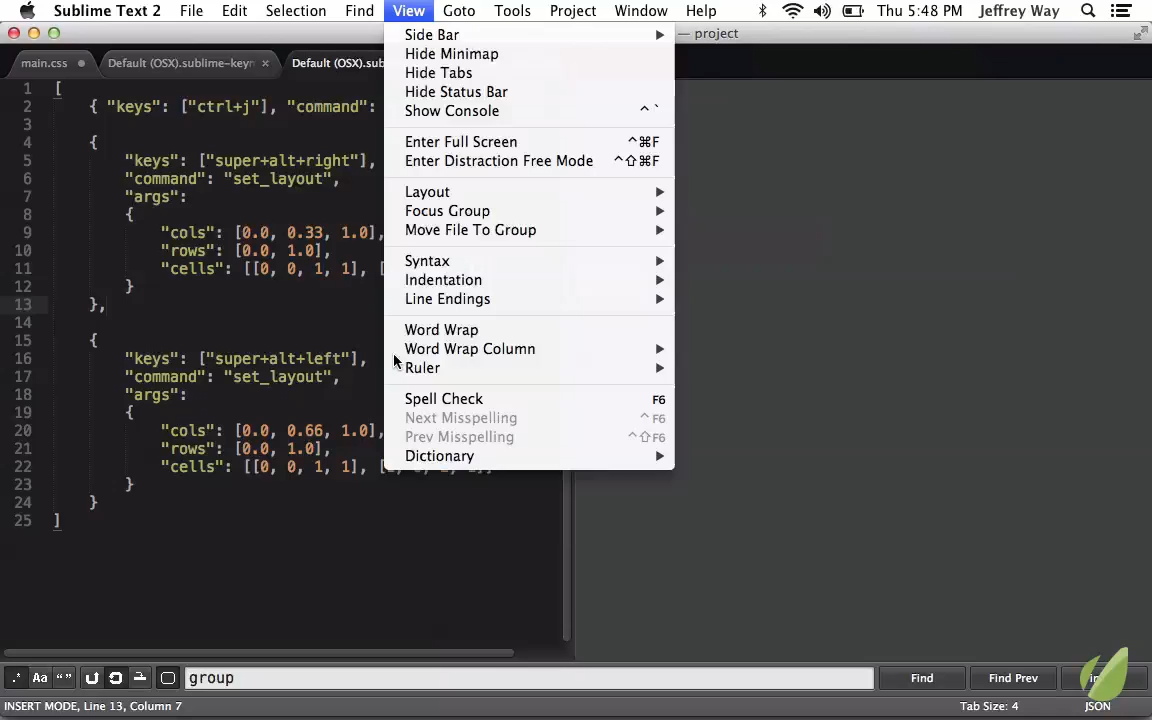 Sublime Text 2 File Edit Selection Find View Goto Tools Project Window Help Thu 5:48 PM Jeffrey Way
— project
main.css Default (OSX).sublime-keyr × Default (OSX).sub
1 [
2 { "keys": ["ctrl+j"], "command":
3
4 {
5 "keys": ["super+alt+right"],
6 "command": "set_layout",
7 "args":
8 {
9 "cols": [0.0, 0.33, 1.0],
10 "rows": [0.0, 1.0],
11 "cells": [[0, 0, 1, 1], [
12 }
13 },
14
15 {
16 "keys": ["super+alt+left"],
17 "command": "set_layout",
18 "args":
19 {
20 "cols": [0.0, 0.66, 1.0],
21 "rows": [0.0, 1.0],
22 "cells": [[0, 0, 1, 1],
23 }
24 }
25 ]
Side Bar ▶
Hide Minimap
Hide Tabs
Hide Status Bar
Show Console ^`
Enter Full Screen ^⌘F
Enter Distraction Free Mode ^⇧⌘F
Layout ▶
Focus Group ▶
Move File To Group ▶
Syntax ▶
Indentation ▶
Line Endings ▶
Word Wrap
Word Wrap Column ▶
Ruler ▶
Spell Check F6
Next Misspelling ^F6
Prev Misspelling ^⇧F6
Dictionary ▶
.* Aa “” group Find Find Prev
INSERT MODE, Line 13, Column 7 Tab Size: 4 JSON